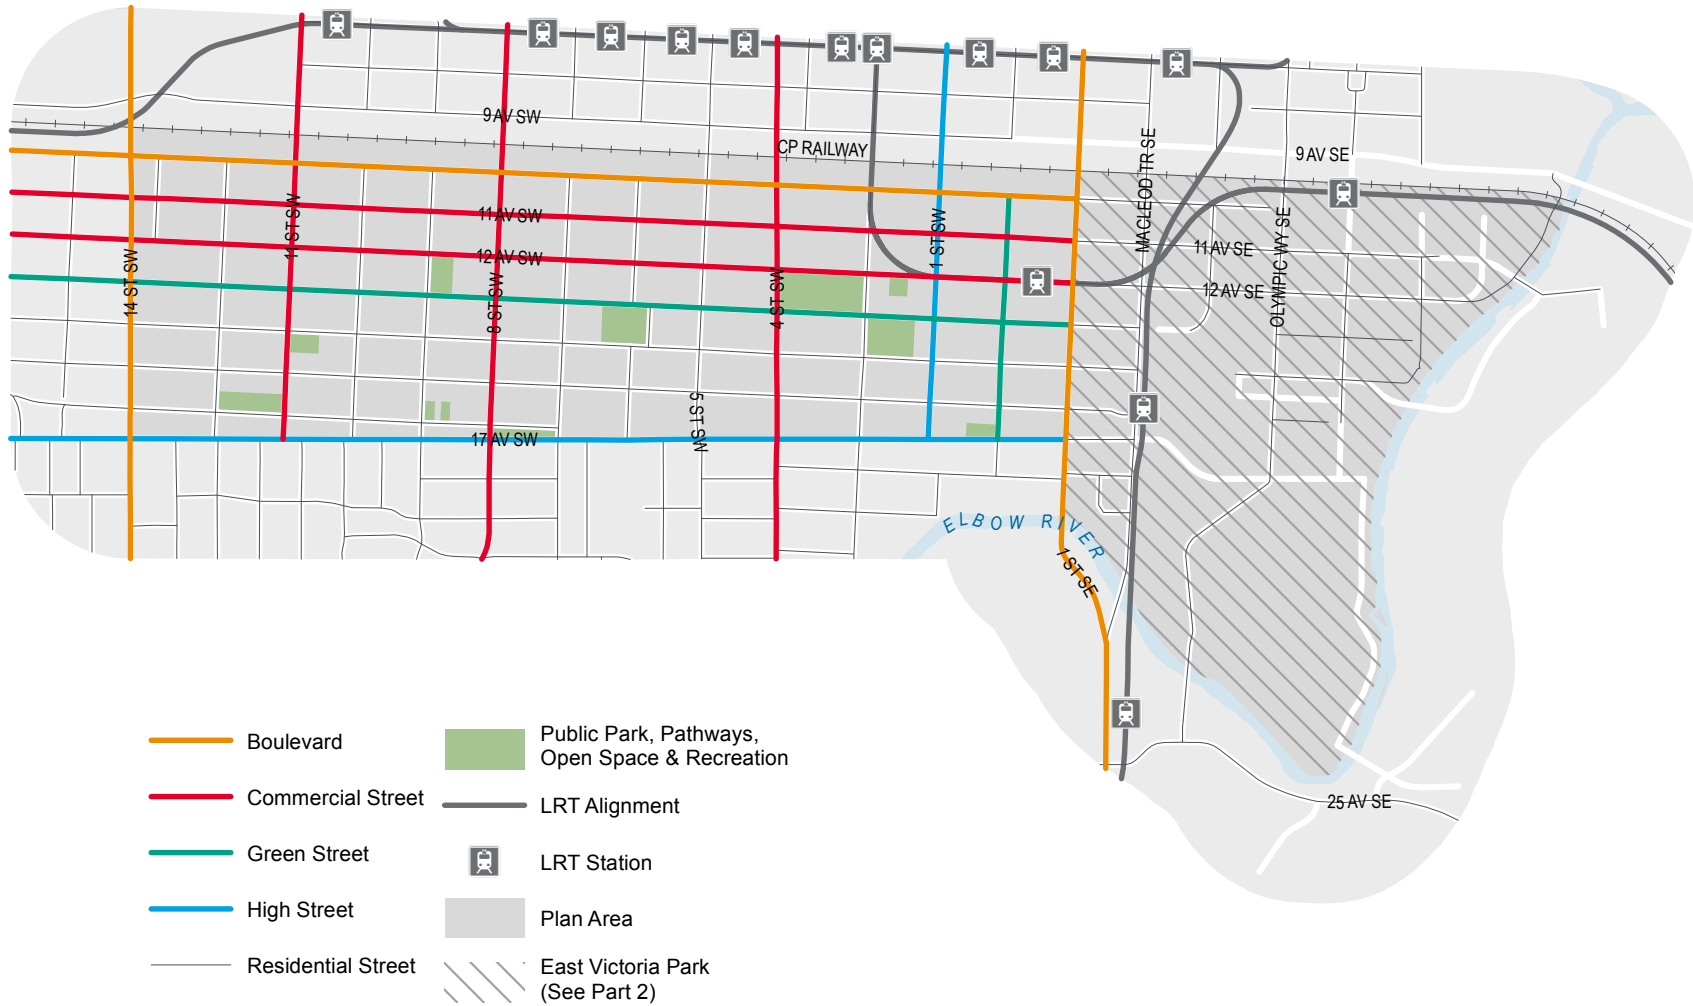 9 AV SW
CP RAILWAY
MACLEOD TR SE
9 AV SE
11 ST SW
11 AV SW
1 ST SW
11 AV SE
OLYMPIC WY SE
14 ST SW
12 AV SW
8 ST SW
4 ST SW
12 AV SE
5 ST SW
17 AV SW
ELBOW RIVER
1 ST SE
25 AV SE
Boulevard
Commercial Street
Green Street
High Street
Residential Street
Public Park, Pathways,
Open Space & Recreation
LRT Alignment
LRT Station
Plan Area
East Victoria Park
(See Part 2)